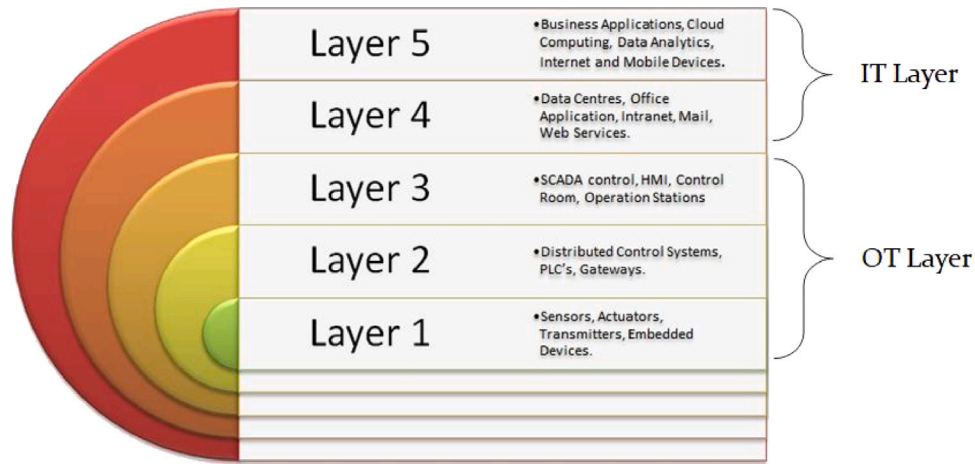 Layer 5
•Business Applications, Cloud
Computing, Data Analytics,
Internet and Mobile Devices.
IT Layer
Layer 4
•Data Centres, Office
Application, Intranet, Mail,
Web Services.
Layer 3
•SCADA control, HMI, Control
Room, Operation Stations
OT Layer
Layer 2
•Distributed Control Systems,
PLC's, Gateways.
Layer 1
•Sensors, Actuators,
Transmitters, Embedded
Devices.